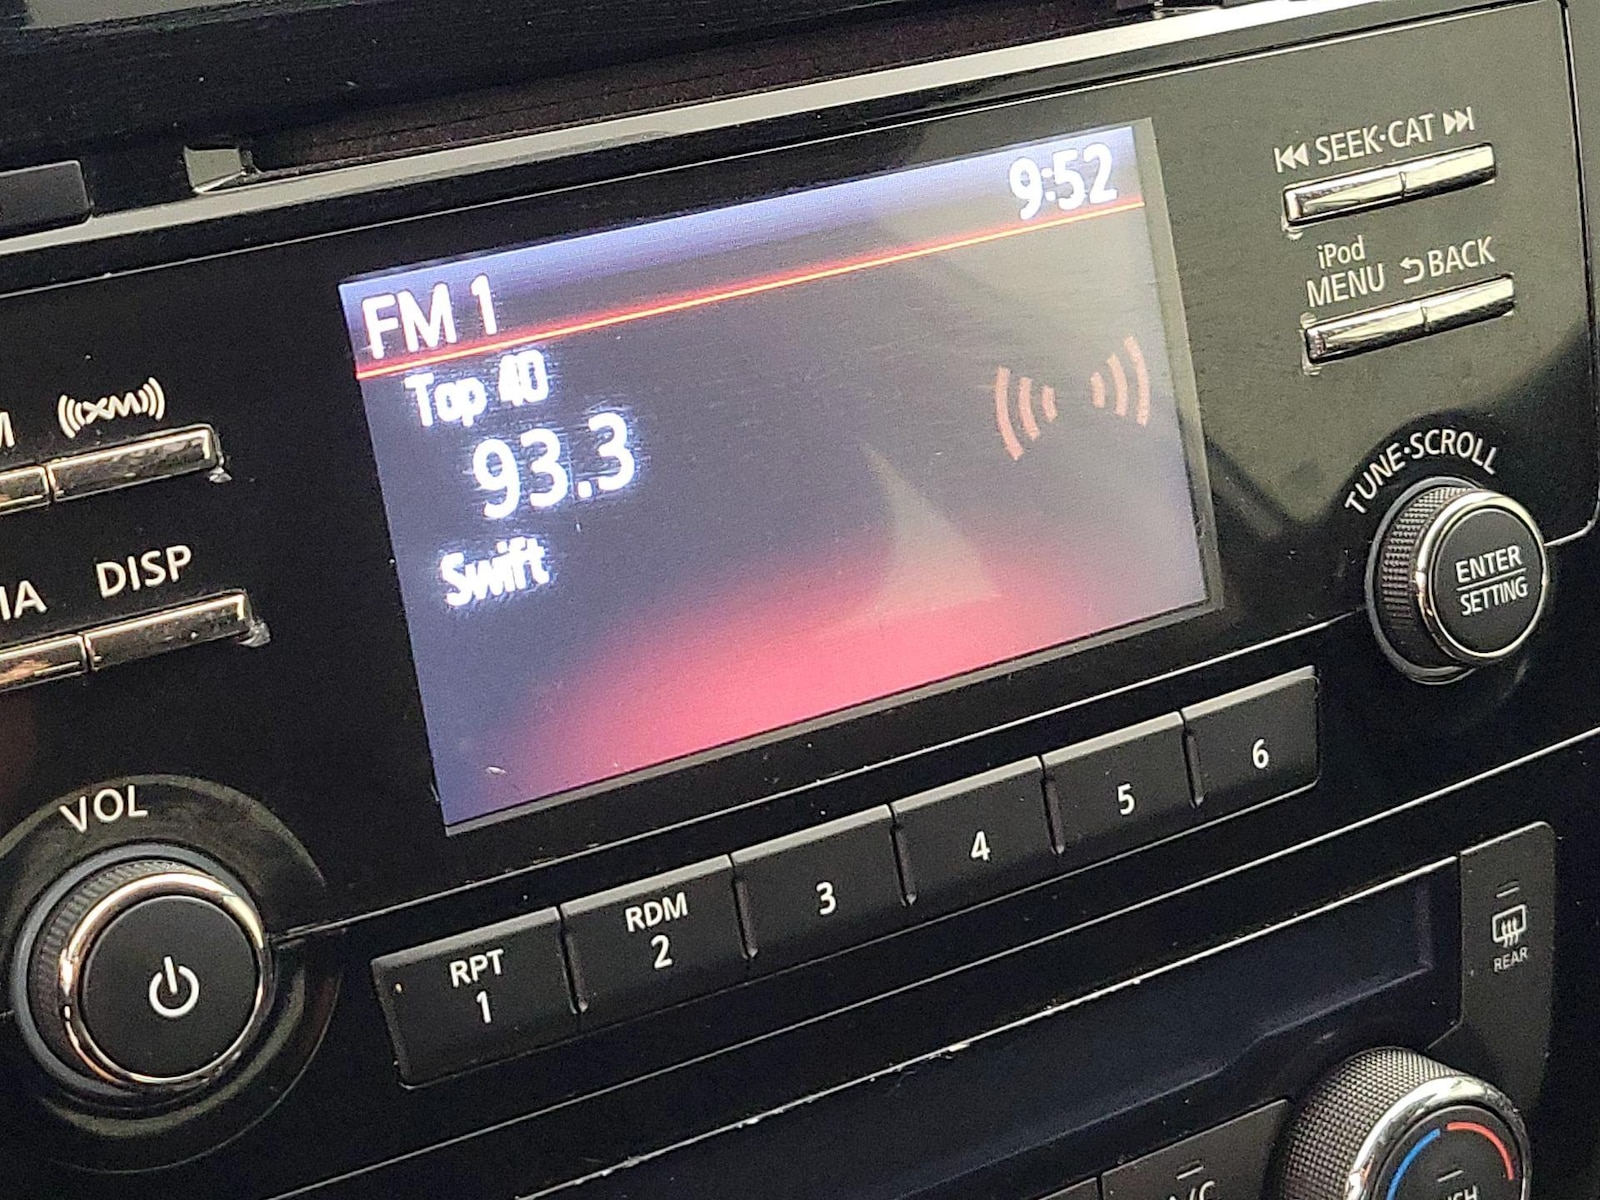 9:52
FM 1
Top 40
93.3
Swift
SEEK·CAT
iPod
MENU
BACK
TUNE·SCROLL
ENTER
SETTING
((XM))
DISP
VOL
RPT
1
RDM
2
3
4
5
6
REAR